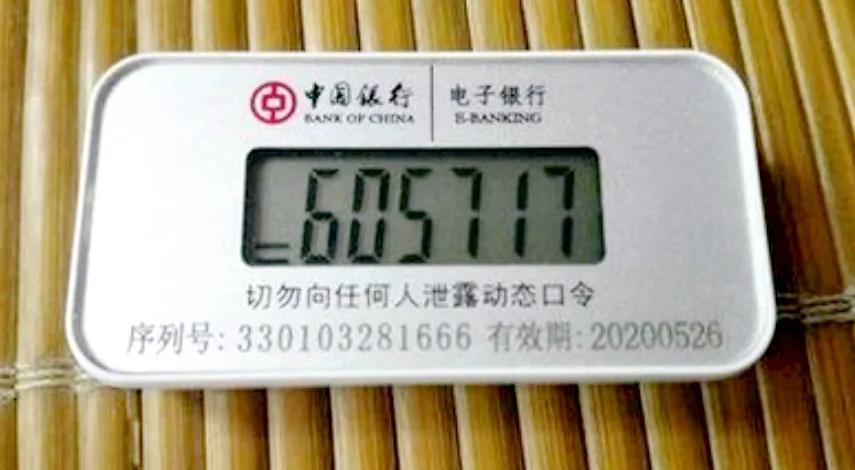 中国银行 电子银行
BANK OF CHINA E-BANKING
605717
切勿向任何人泄露动态口令
序列号: 330103281666 有效期: 20200526